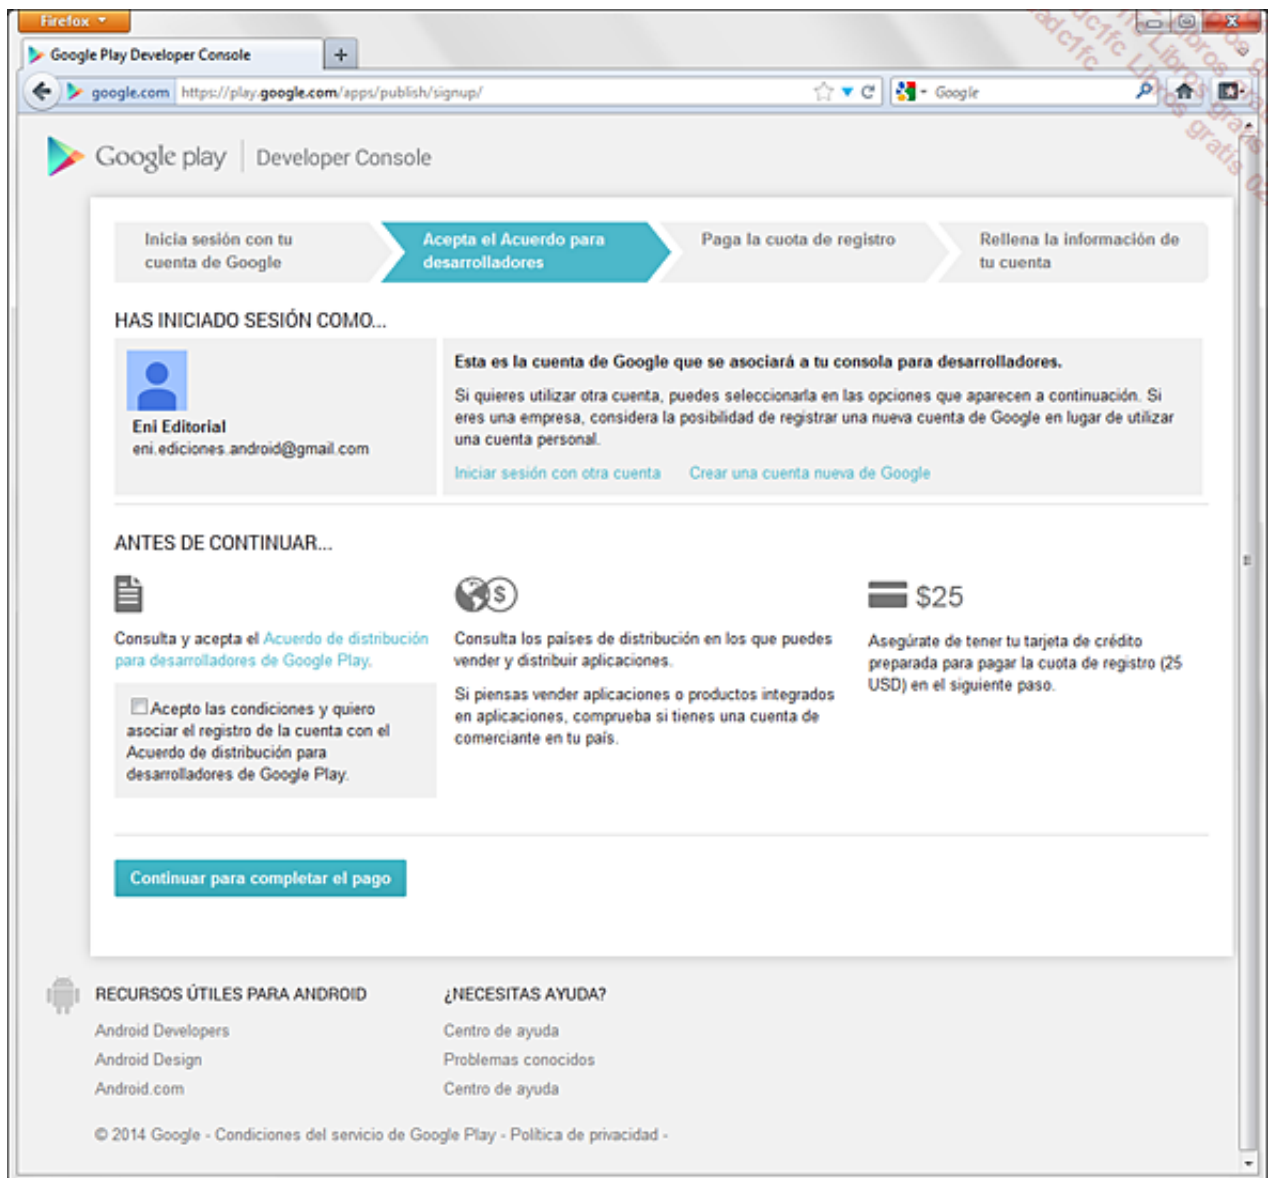 Firefox
Google Play Developer Console
google.com https://play.google.com/apps/publish/signup/
Google
Google play | Developer Console
Inicia sesión con tu
cuenta de Google
Acepta el Acuerdo para
desarrolladores
Paga la cuota de registro
Rellena la información de
tu cuenta
HAS INICIADO SESIÓN COMO...
Eni Editorial
eni.ediciones.android@gmail.com
Esta es la cuenta de Google que se asociará a tu consola para desarrolladores.
Si quieres utilizar otra cuenta, puedes seleccionarla en las opciones que aparecen a continuación. Si
eres una empresa, considera la posibilidad de registrar una nueva cuenta de Google en lugar de utilizar
una cuenta personal.
Iniciar sesión con otra cuenta Crear una cuenta nueva de Google
ANTES DE CONTINUAR...
Consulta y acepta el Acuerdo de distribución
para desarrolladores de Google Play.
Acepto las condiciones y quiero
asociar el registro de la cuenta con el
Acuerdo de distribución para
desarrolladores de Google Play.
$
Consulta los países de distribución en los que puedes
vender y distribuir aplicaciones.
Si piensas vender aplicaciones o productos integrados
en aplicaciones, comprueba si tienes una cuenta de
comerciante en tu país.
$25
Asegúrate de tener tu tarjeta de crédito
preparada para pagar la cuota de registro (25
USD) en el siguiente paso.
Continuar para completar el pago
RECURSOS ÚTILES PARA ANDROID
Android Developers
Android Design
Android.com
¿NECESITAS AYUDA?
Centro de ayuda
Problemas conocidos
Centro de ayuda
© 2014 Google - Condiciones del servicio de Google Play - Política de privacidad -